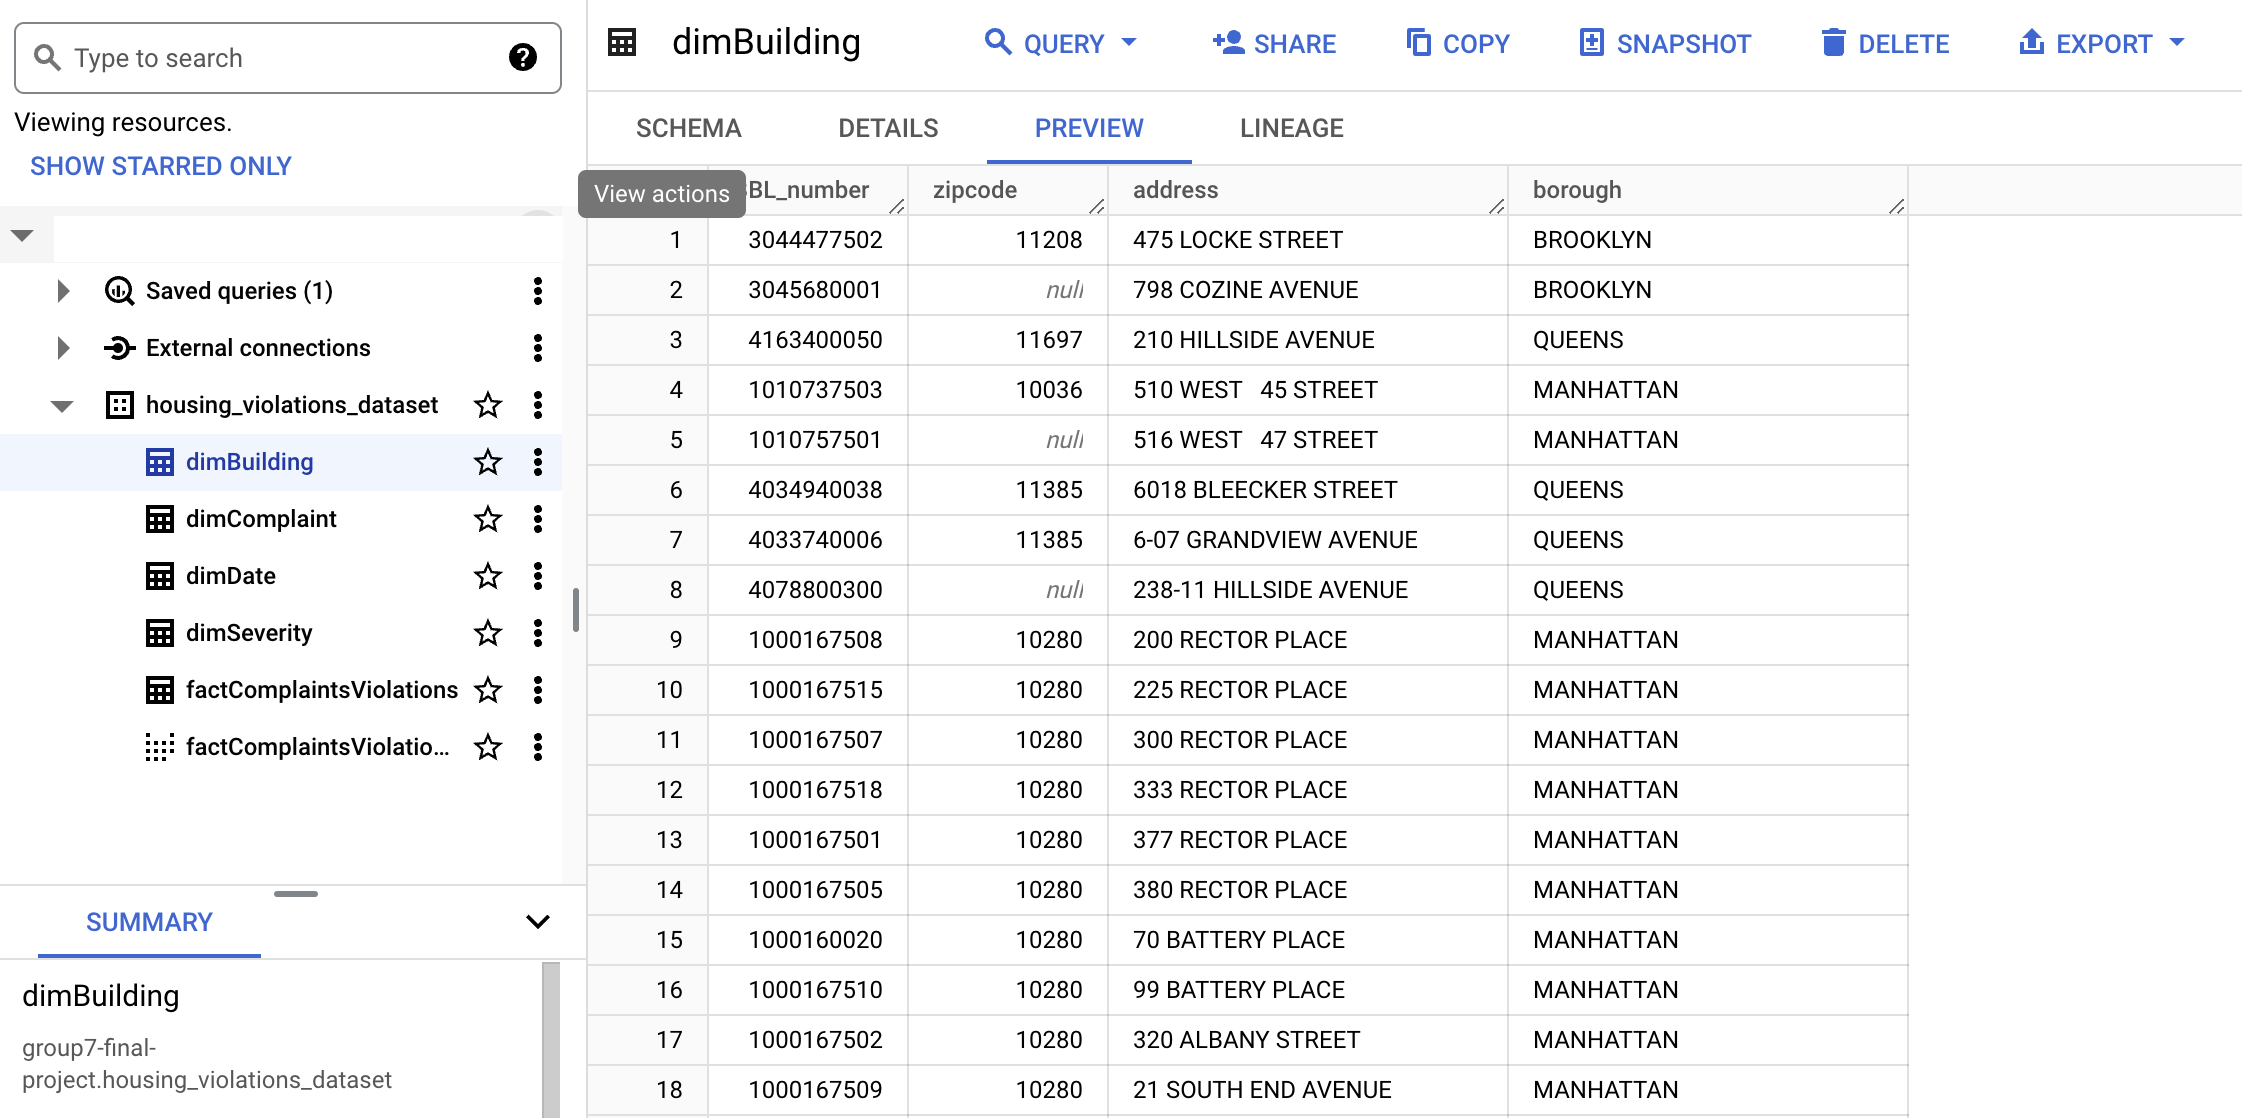 Type to search
?
Viewing resources.
SHOW STARRED ONLY
Saved queries (1)
External connections
housing_violations_dataset
dimBuilding
dimComplaint
dimDate
dimSeverity
factComplaintsViolations
factComplaintsViolatio...
SUMMARY
dimBuilding
group7-final-
project.housing_violations_dataset
dimBuilding QUERY SHARE COPY SNAPSHOT DELETE EXPORT
SCHEMA DETAILS PREVIEW LINEAGE
View actions BL_number zipcode address borough
1 3044477502 11208 475 LOCKE STREET BROOKLYN
2 3045680001 null 798 COZINE AVENUE BROOKLYN
3 4163400050 11697 210 HILLSIDE AVENUE QUEENS
4 1010737503 10036 510 WEST   45 STREET MANHATTAN
5 1010757501 null 516 WEST   47 STREET MANHATTAN
6 4034940038 11385 6018 BLEECKER STREET QUEENS
7 4033740006 11385 6-07 GRANDVIEW AVENUE QUEENS
8 4078800300 null 238-11 HILLSIDE AVENUE QUEENS
9 1000167508 10280 200 RECTOR PLACE MANHATTAN
10 1000167515 10280 225 RECTOR PLACE MANHATTAN
11 1000167507 10280 300 RECTOR PLACE MANHATTAN
12 1000167518 10280 333 RECTOR PLACE MANHATTAN
13 1000167501 10280 377 RECTOR PLACE MANHATTAN
14 1000167505 10280 380 RECTOR PLACE MANHATTAN
15 1000160020 10280 70 BATTERY PLACE MANHATTAN
16 1000167510 10280 99 BATTERY PLACE MANHATTAN
17 1000167502 10280 320 ALBANY STREET MANHATTAN
18 1000167509 10280 21 SOUTH END AVENUE MANHATTAN